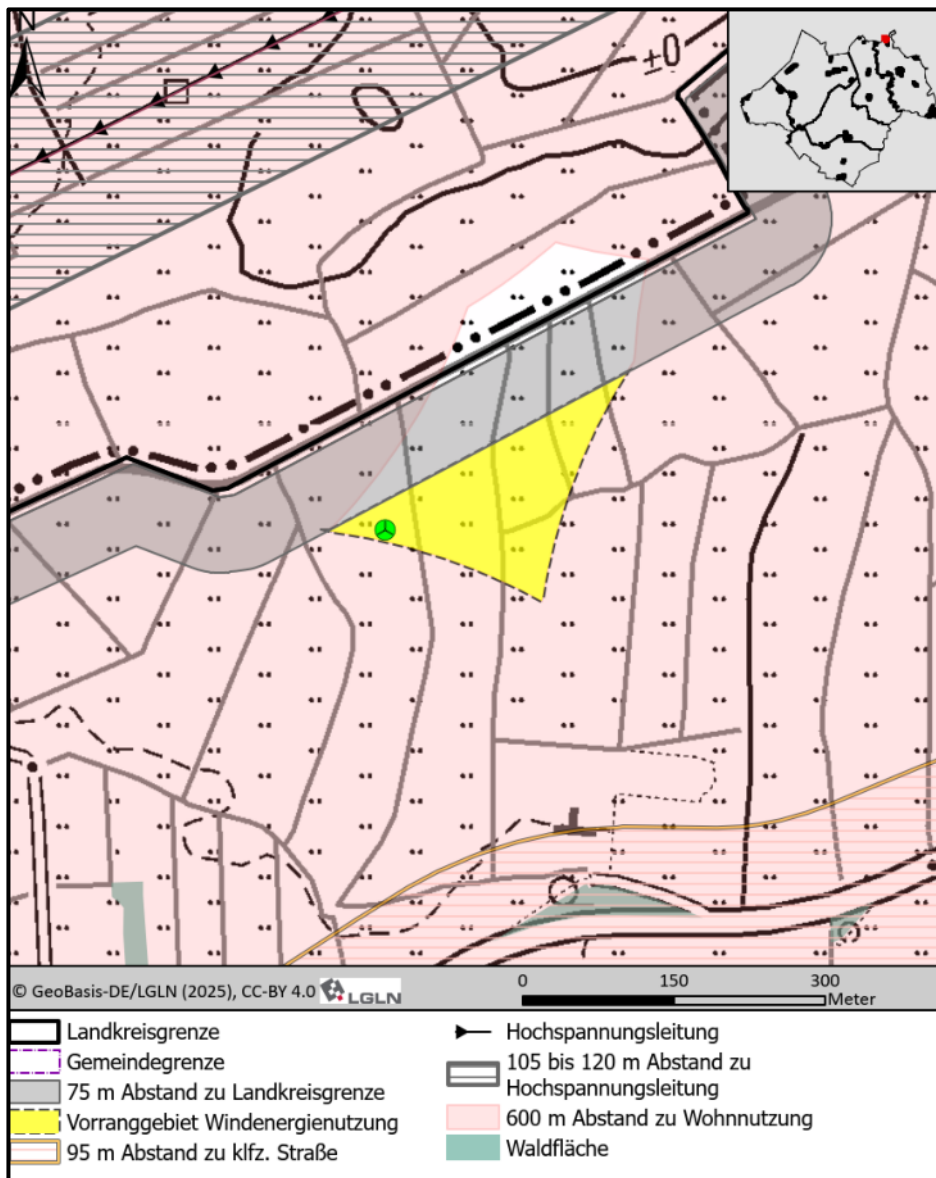 N
±0
© GeoBasis-DE/LGLN (2025), CC-BY 4.0 LGLN
0 150 300
Meter
Landkreisgrenze
Gemeindegrenze
75 m Abstand zu Landkreisgrenze
Vorranggebiet Windenergienutzung
95 m Abstand zu klfz. Straße
Hochspannungsleitung
105 bis 120 m Abstand zu
Hochspannungsleitung
600 m Abstand zu Wohnnutzung
Waldfläche